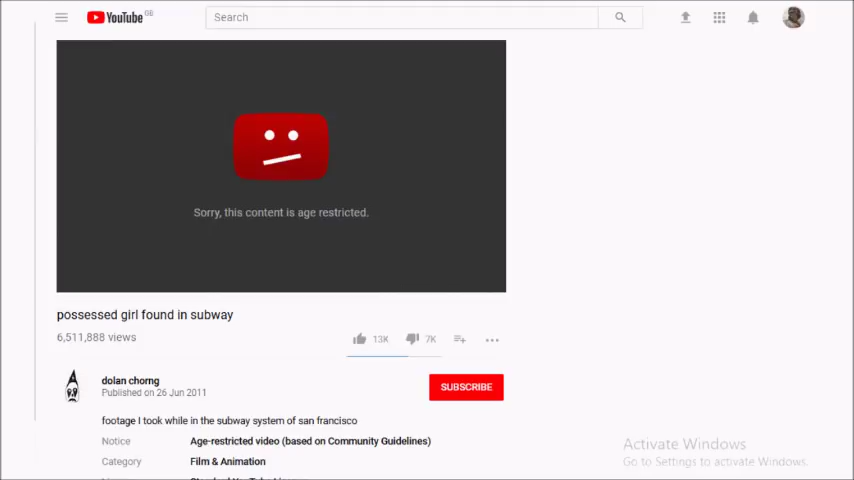 YouTube GB
Search
Sorry, this content is age restricted.
possessed girl found in subway
6,511,888 views
13K 7K
dolan chorng
Published on 26 Jun 2011
SUBSCRIBE
footage I took while in the subway system of san francisco
Notice Age-restricted video (based on Community Guidelines)
Category Film & Animation
Activate Windows
Go to Settings to activate Windows.